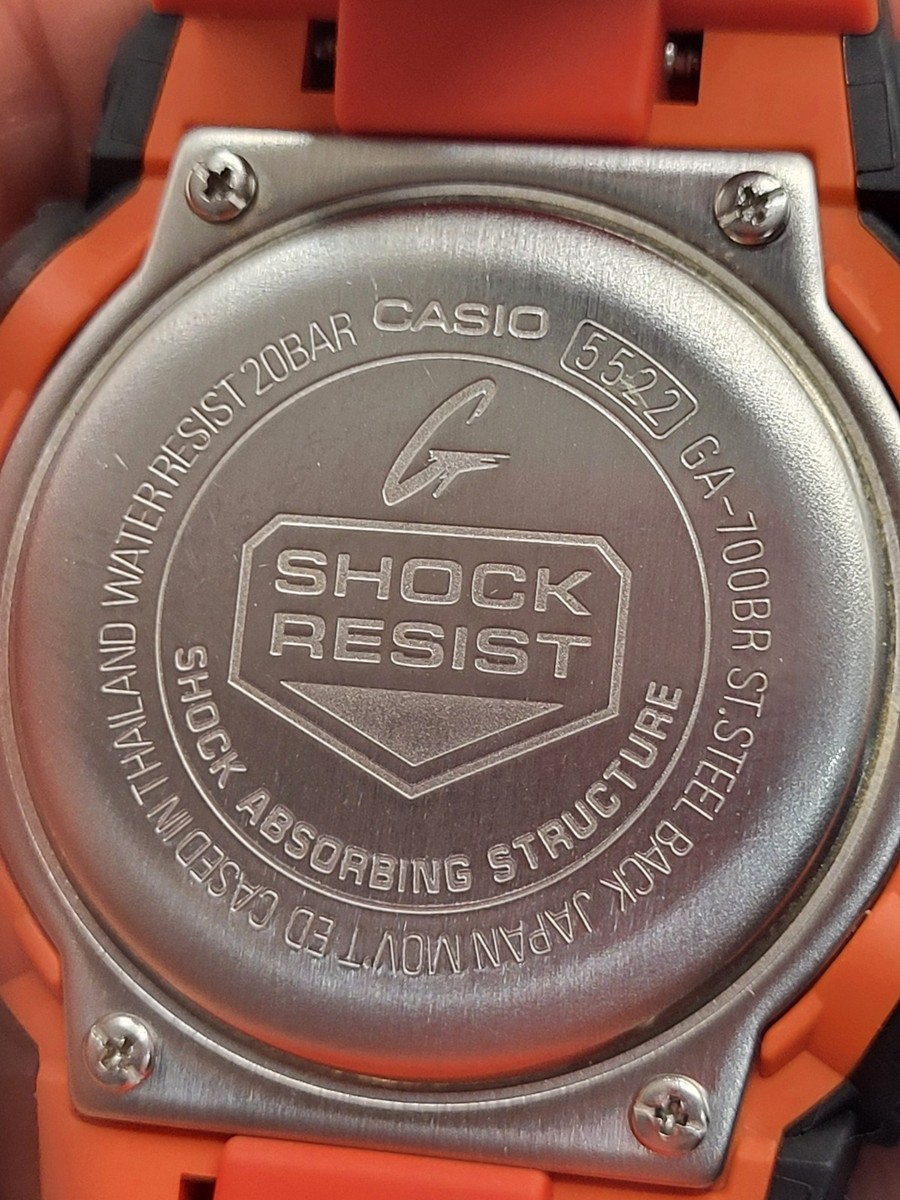 CASIO
5522 GA-700BR ST.STEEL BACK JAPAN MOV'T ED CASED IN THAILAND WATER RESIST 20BAR
G
SHOCK
RESIST
SHOCK ABSORBING STRUCTURE